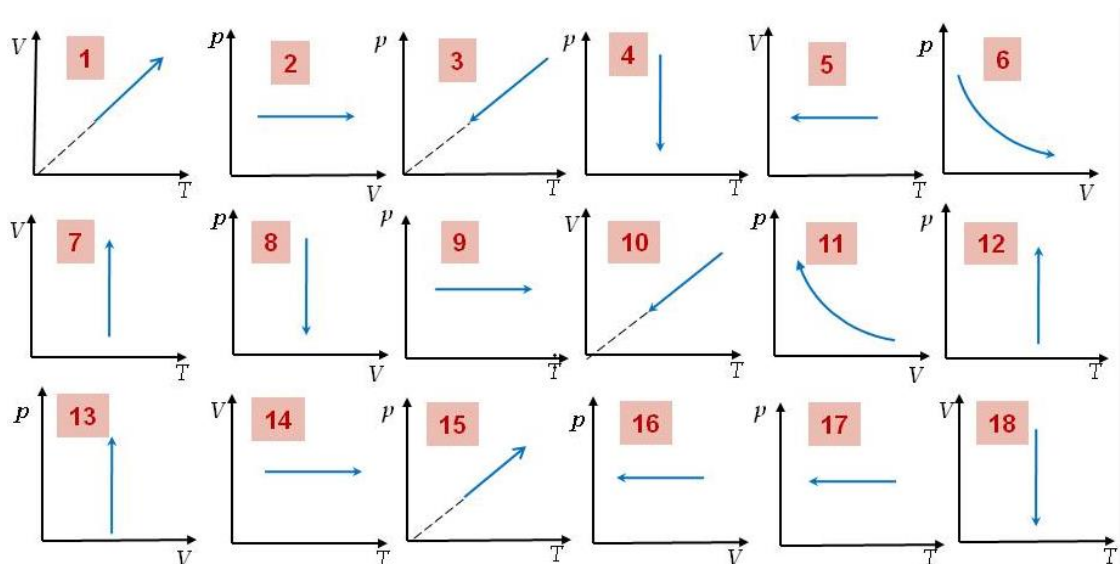 V 1 T
p 2 V
p 3 T
p 4 T
V 5 T
p 6 V
V 7 T
p 8 V
p 9 T
V 10 T
p 11 V
p 12 T
p 13 V
V 14 T
p 15 T
p 16 V
p 17 T
V 18 T